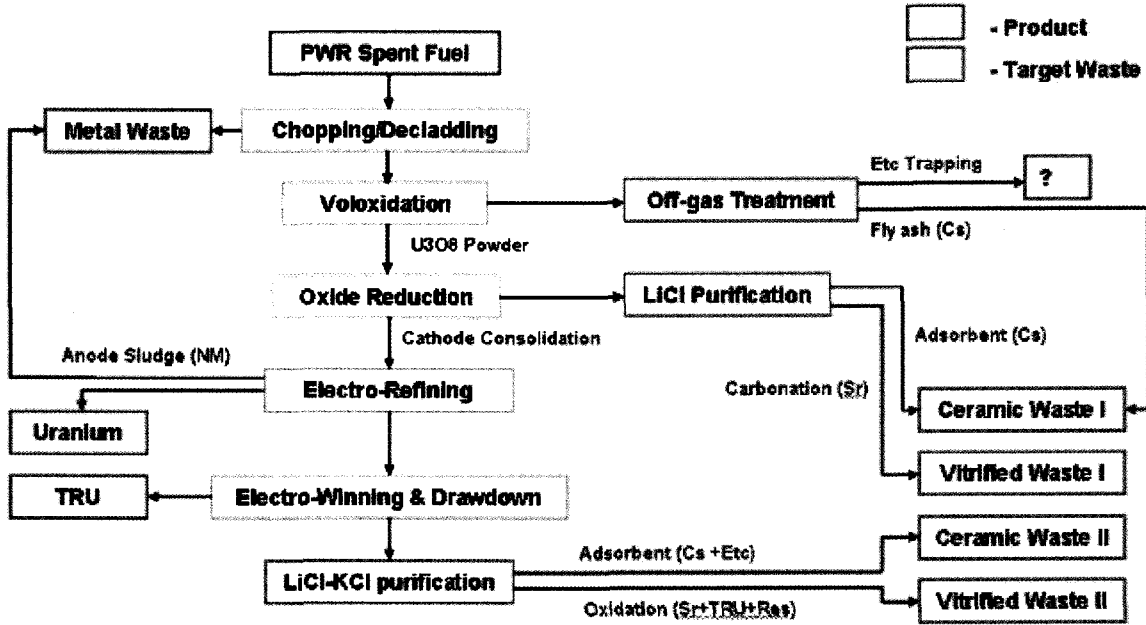 PWR Spent Fuel
- Product
- Target Waste
Metal Waste
Chopping/Decladding
Voloxidation
Off-gas Treatment
Etc Trapping
?
Fly ash (Cs)
U3O8 Powder
Oxide Reduction
LiCl Purification
Cathode Consolidation
Adsorbent (Cs)
Anode Sludge (NM)
Electro-Refining
Carbonation (Sr)
Ceramic Waste I
Uranium
Vitrified Waste I
TRU
Electro-Winning & Drawdown
Ceramic Waste II
Adsorbent (Cs +Etc)
LiCl-KCl purification
Oxidation (Sr+TRU+Res)
Vitrified Waste II